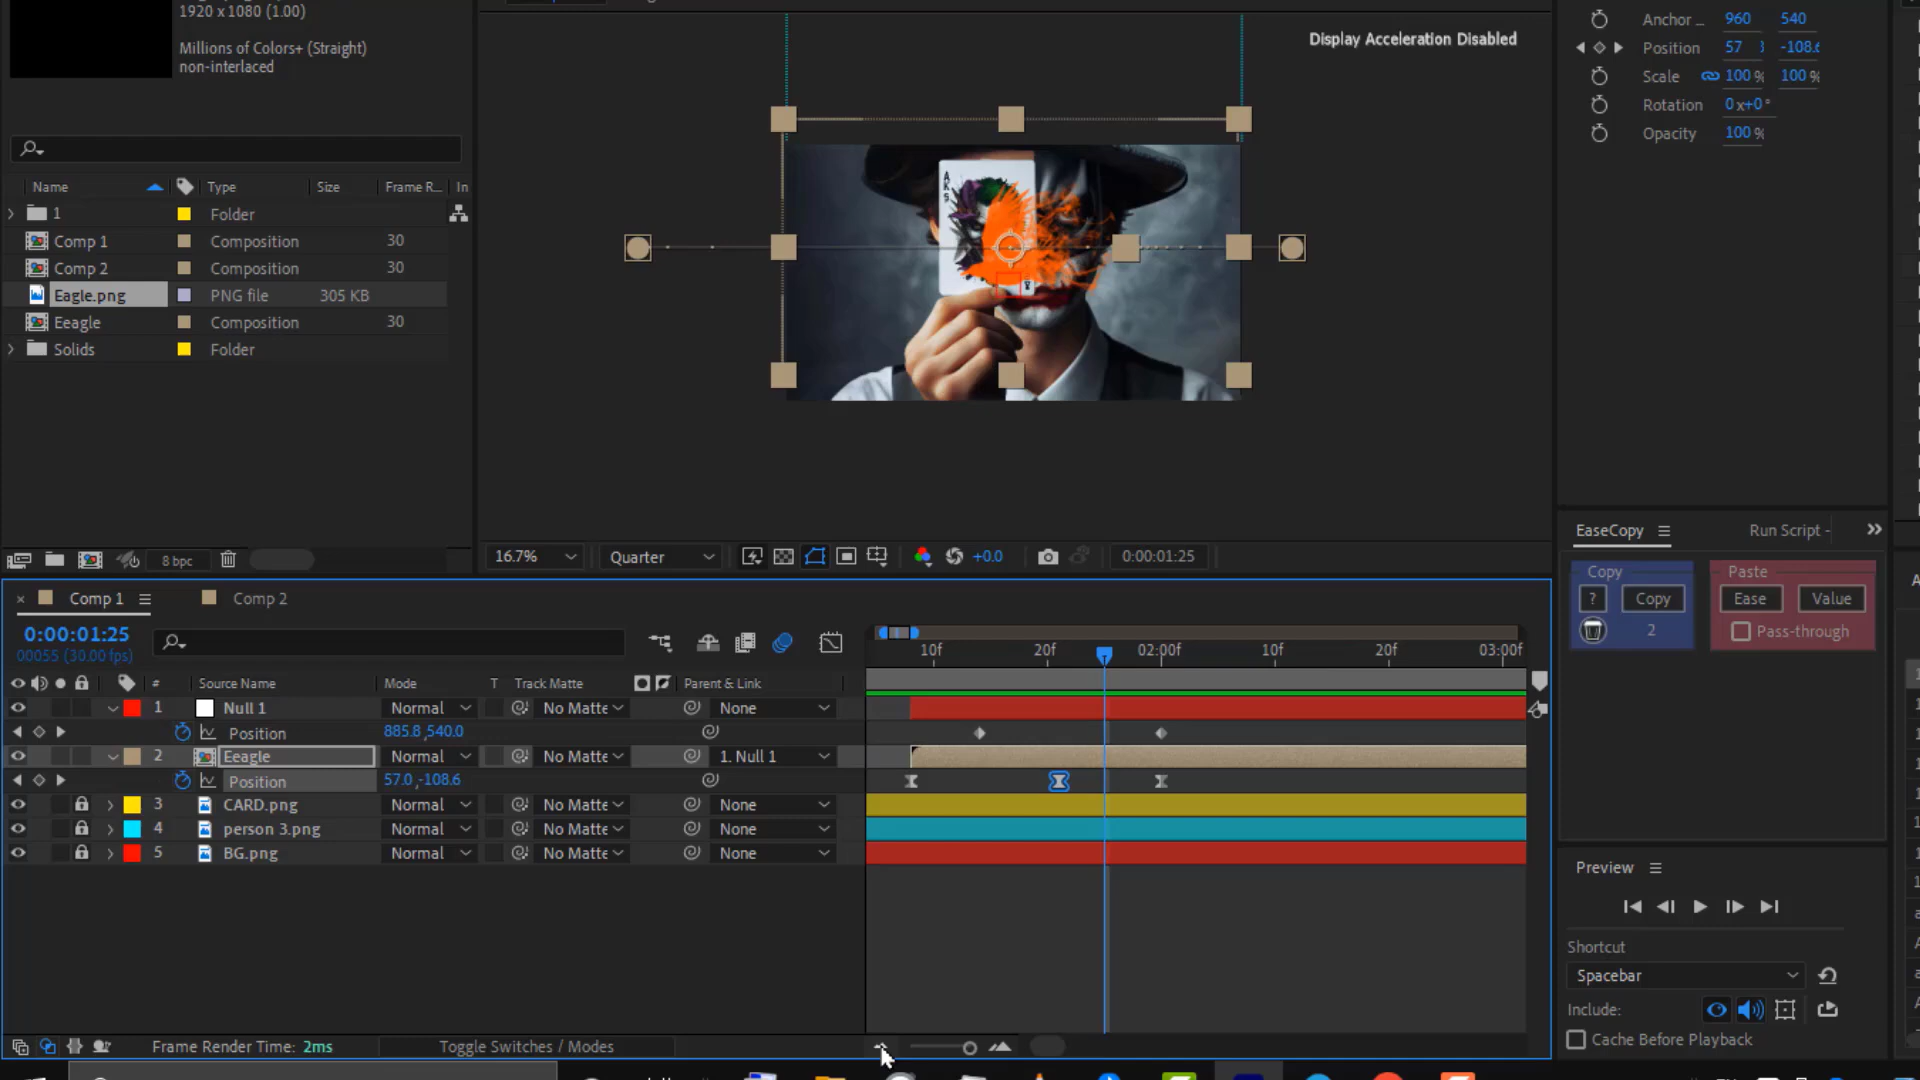 1920 x 1080 (1.00)
Millions of Colors+ (Straight)
non-interlaced
Name Type Size Frame R... In
1 Folder
Comp 1 Composition 30
Comp 2 Composition 30
Eagle.png PNG file 305 KB
Eeagle Composition 30
Solids Folder
8 bpc
Display Acceleration Disabled
16.7% Quarter +0.0 0:00:01:25
Anchor ... 960 540
Position 57 -108.6
Scale 100 % 100 %
Rotation 0 x+0 °
Opacity 100 %
EaseCopy Run Script -
Copy Paste
? Copy Ease Value
2 Pass-through
Comp 1 Comp 2
0:00:01:25
00055 (30.00 fps)
10f 20f 02:00f 10f 20f 03:00f
# Source Name Mode T Track Matte Parent & Link
1 Null 1 Normal No Matte None
Position 885.8,540.0
2 Eeagle Normal No Matte 1. Null 1
Position 57.0,-108.6
3 CARD.png Normal No Matte None
4 person 3.png Normal No Matte None
5 BG.png Normal No Matte None
Frame Render Time: 2ms Toggle Switches / Modes
Preview
Shortcut
Spacebar
Include:
Cache Before Playback